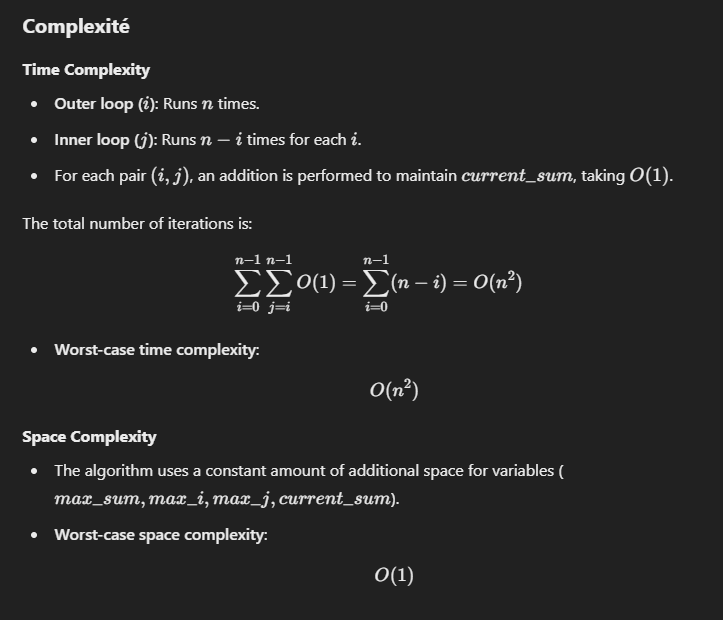 Complexité
Time Complexity
• Outer loop (i): Runs n times.
• Inner loop (j): Runs n − i times for each i.
• For each pair (i, j), an addition is performed to maintain current_sum, taking O(1).
The total number of iterations is:
∑_{i=0}^{n−1} ∑_{j=i}^{n−1} O(1) = ∑_{i=0}^{n−1} (n − i) = O(n²)
• Worst-case time complexity:
O(n²)
Space Complexity
• The algorithm uses a constant amount of additional space for variables (
max_sum, max_i, max_j, current_sum).
• Worst-case space complexity:
O(1)